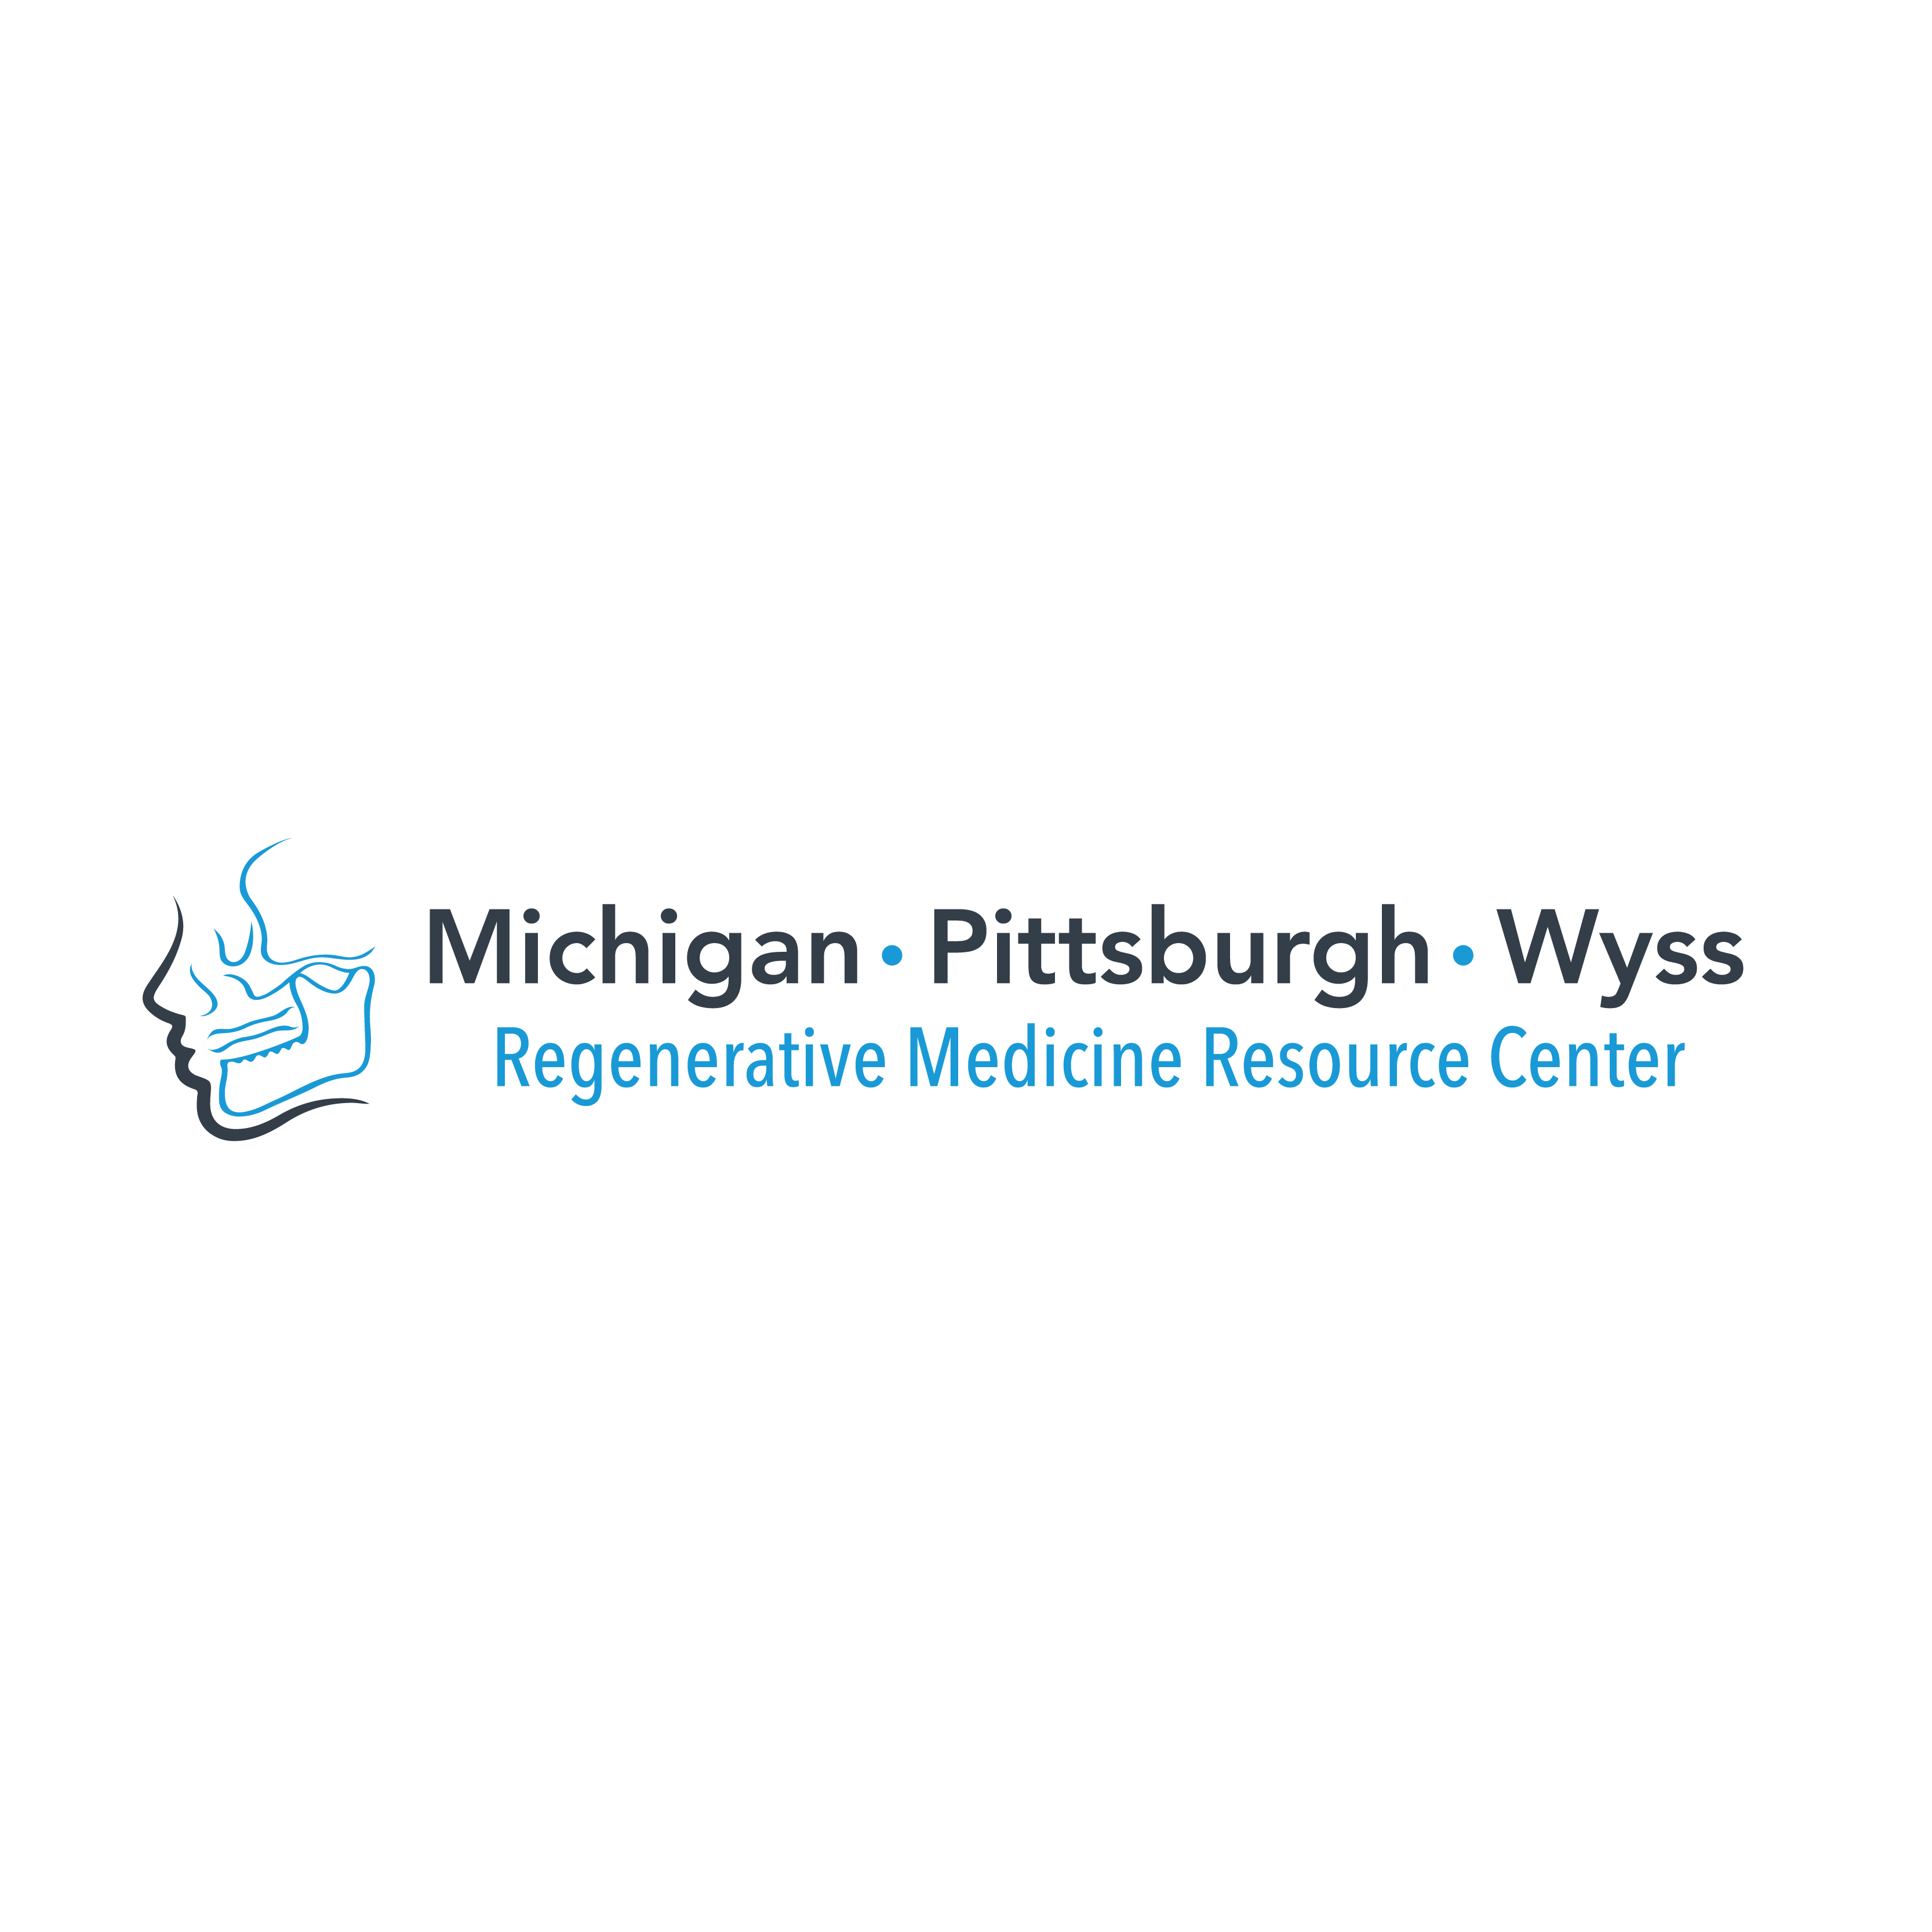 Michigan • Pittsburgh • Wyss
Regenerative Medicine Resource Center